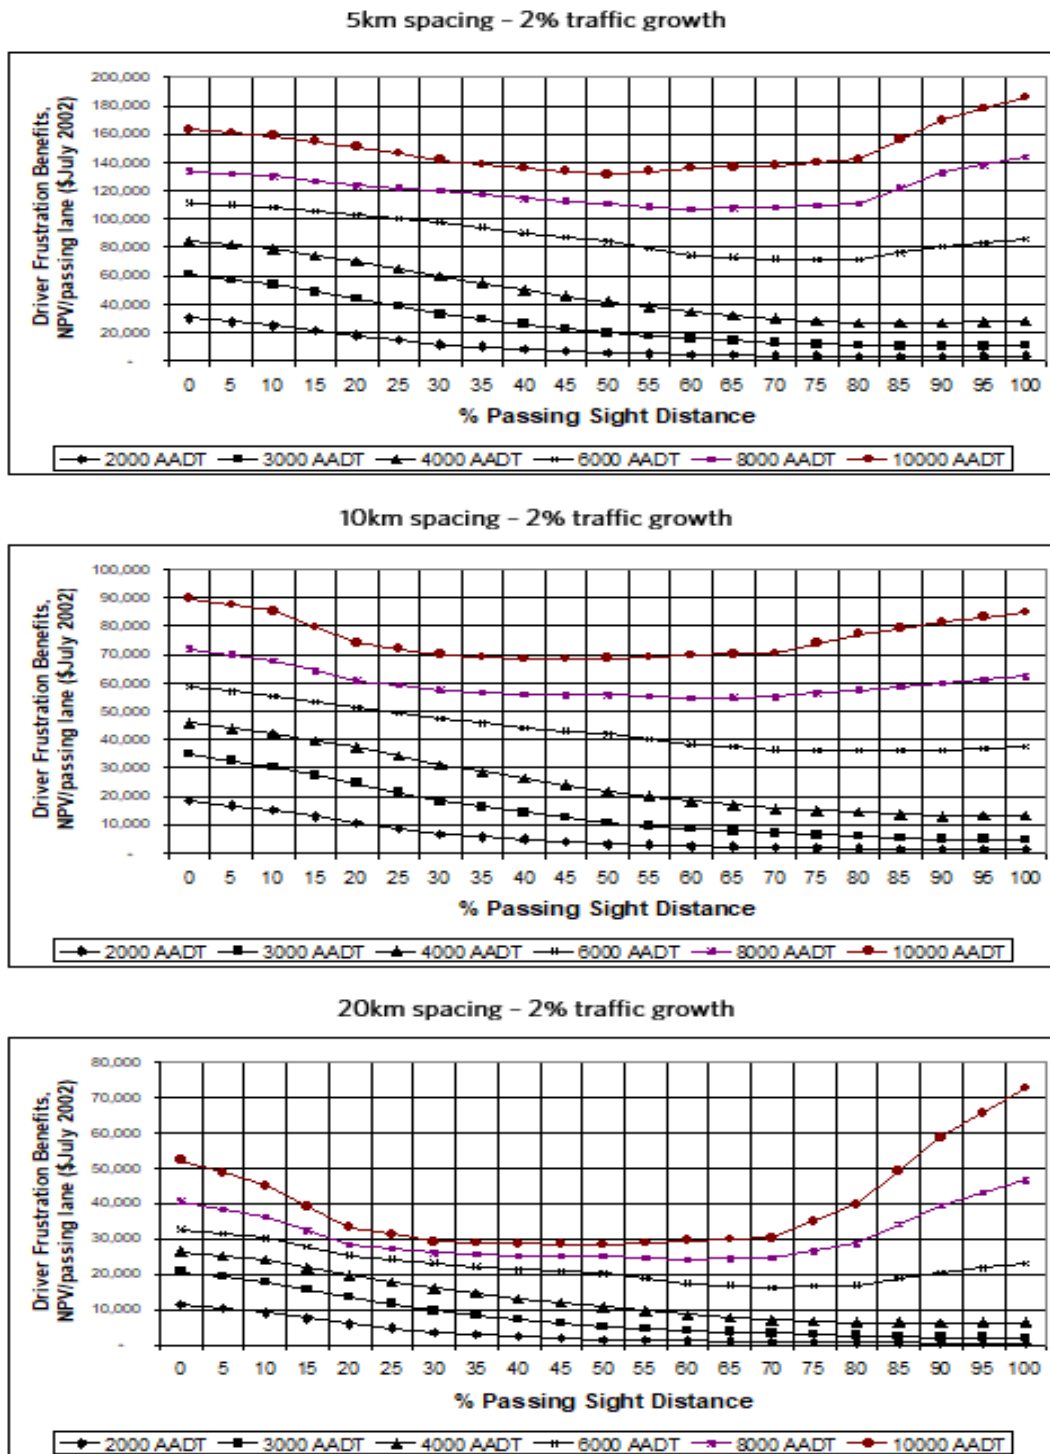 5km spacing - 2% traffic growth
Driver Frustration Benefits,
NPV/passing lane ($July 2002)
200,000
180,000
160,000
140,000
120,000
100,000
80,000
60,000
40,000
20,000
-
0 5 10 15 20 25 30 35 40 45 50 55 60 65 70 75 80 85 90 95 100
% Passing Sight Distance
2000 AADT 3000 AADT 4000 AADT 6000 AADT 8000 AADT 10000 AADT
10km spacing - 2% traffic growth
Driver Frustration Benefits,
NPV/passing lane ($July 2002)
100,000
90,000
80,000
70,000
60,000
50,000
40,000
30,000
20,000
10,000
-
0 5 10 15 20 25 30 35 40 45 50 55 60 65 70 75 80 85 90 95 100
% Passing Sight Distance
2000 AADT 3000 AADT 4000 AADT 6000 AADT 8000 AADT 10000 AADT
20km spacing - 2% traffic growth
Driver Frustration Benefits,
NPV/passing lane ($July 2002)
80,000
70,000
60,000
50,000
40,000
30,000
20,000
10,000
-
0 5 10 15 20 25 30 35 40 45 50 55 60 65 70 75 80 85 90 95 100
% Passing Sight Distance
2000 AADT 3000 AADT 4000 AADT 6000 AADT 8000 AADT 10000 AADT